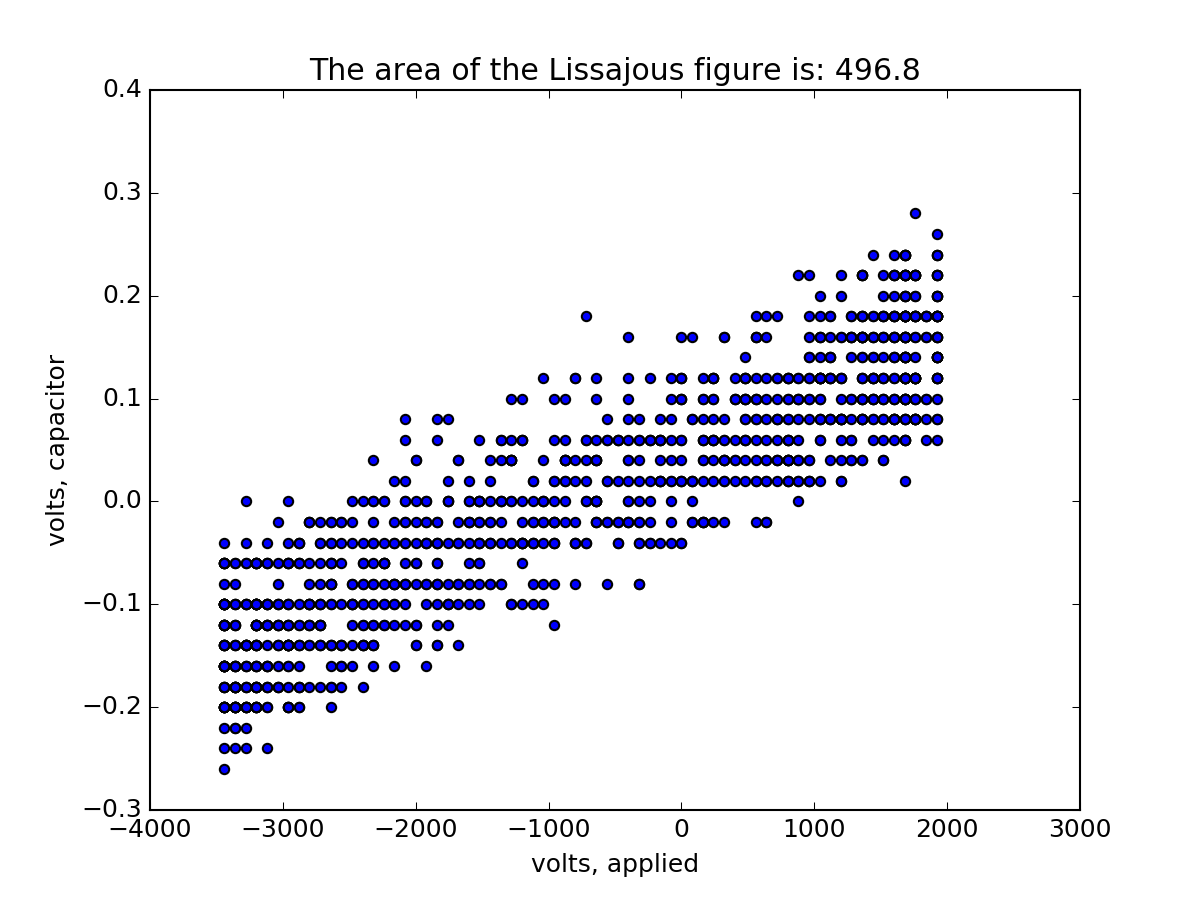 The area of the Lissajous figure is: 496.8
0.4
0.3
0.2
0.1
0.0
−0.1
−0.2
−0.3
volts, capacitor
−4000 −3000 −2000 −1000 0 1000 2000 3000
volts, applied